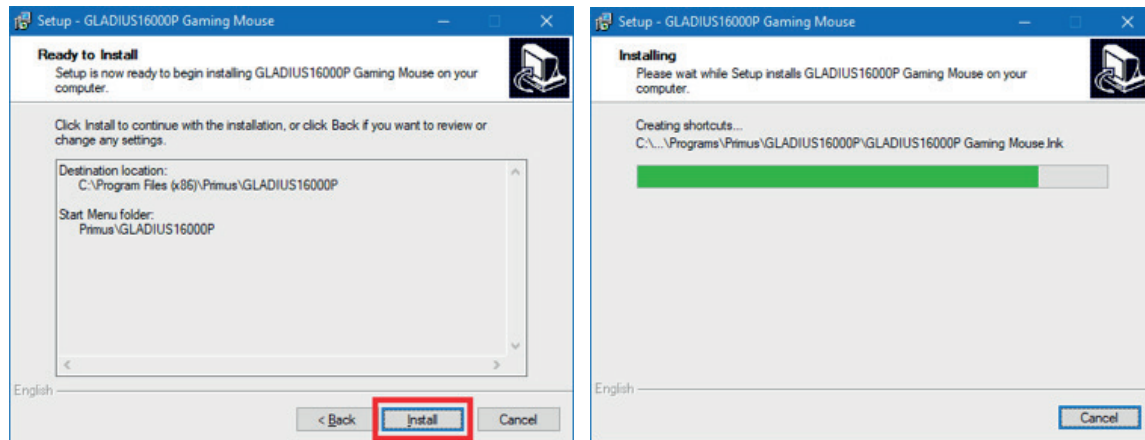 Setup - GLADIUS16000P Gaming Mouse
Ready to Install
Setup is now ready to begin installing GLADIUS16000P Gaming Mouse on your
computer.
Click Install to continue with the installation, or click Back if you want to review or
change any settings.
Destination location:
C:\Program Files (x86)\Primus\GLADIUS16000P
Start Menu folder:
Primus\GLADIUS16000P
English
< Back
Install
Cancel
Setup - GLADIUS16000P Gaming Mouse
Installing
Please wait while Setup installs GLADIUS16000P Gaming Mouse on your
computer.
Creating shortcuts...
C:\...\Programs\Primus\GLADIUS16000P\GLADIUS16000P Gaming Mouse.lnk
English
Cancel